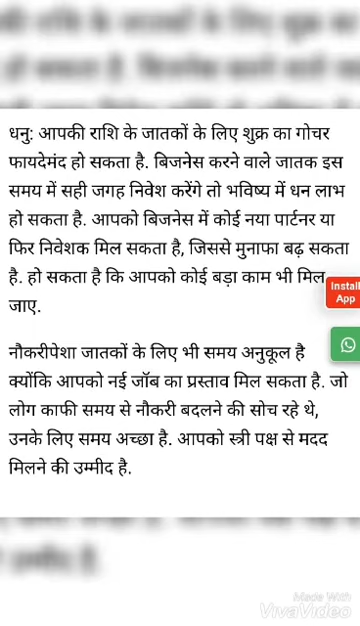 धनु: आपकी राशि के जातकों के लिए शुक्र का गोचर
फायदेमंद हो सकता है. बिजनेस करने वाले जातक इस
समय में सही जगह निवेश करेंगे तो भविष्य में धन लाभ
हो सकता है. आपको बिजनेस में कोई नया पार्टनर या
फिर निवेशक मिल सकता है, जिससे मुनाफा बढ़ सकता
है. हो सकता है कि आपको कोई बड़ा काम भी मिल
जाए.
Install
App
नौकरीपेशा जातकों के लिए भी समय अनुकूल है
क्योंकि आपको नई जॉब का प्रस्ताव मिल सकता है. जो
लोग काफी समय से नौकरी बदलने की सोच रहे थे,
उनके लिए समय अच्छा है. आपको स्त्री पक्ष से मदद
मिलने की उम्मीद है.
Made With
VivaVideo